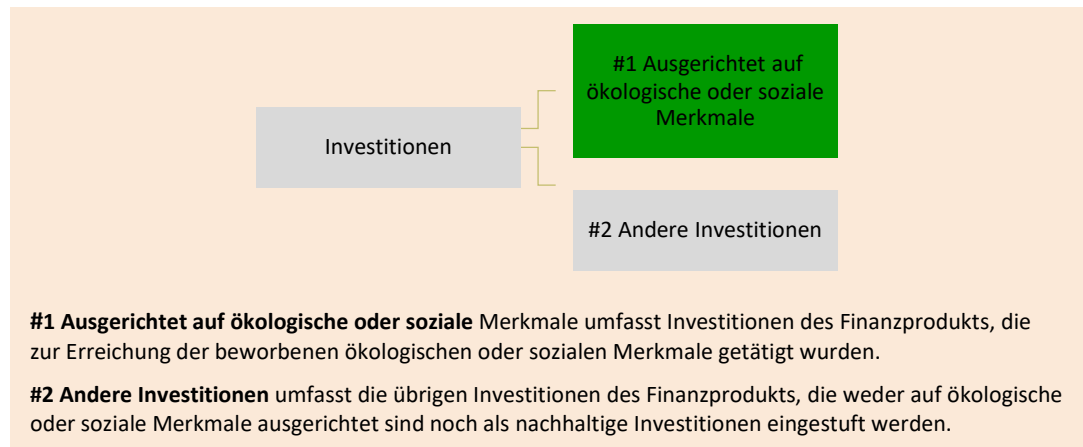 #1 Ausgerichtet auf
ökologische oder soziale
Merkmale
Investitionen
#2 Andere Investitionen
#1 Ausgerichtet auf ökologische oder soziale Merkmale umfasst Investitionen des Finanzprodukts, die
zur Erreichung der beworbenen ökologischen oder sozialen Merkmale getätigt wurden.
#2 Andere Investitionen umfasst die übrigen Investitionen des Finanzprodukts, die weder auf ökologische
oder soziale Merkmale ausgerichtet sind noch als nachhaltige Investitionen eingestuft werden.